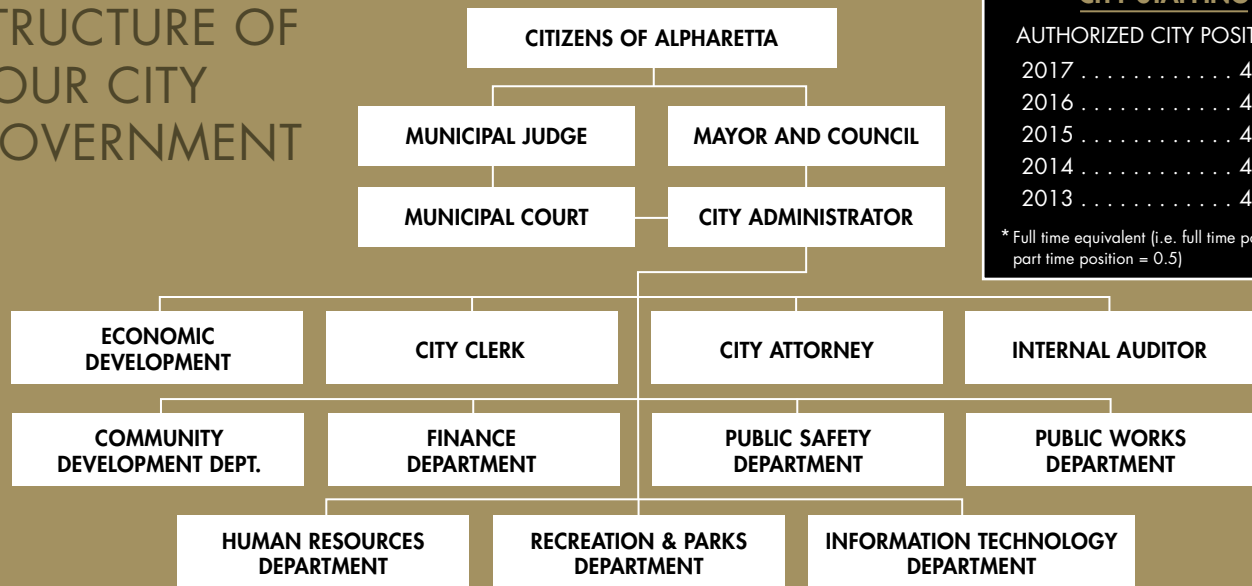 TRUCTURE OF
OUR CITY
OVERNMENT
CITIZENS OF ALPHARETTA
MUNICIPAL JUDGE
MAYOR AND COUNCIL
MUNICIPAL COURT
CITY ADMINISTRATOR
CITY STAFFING
AUTHORIZED CITY POSIT
2017 . . . . . . . . . . . . 4
2016 . . . . . . . . . . . . 4
2015 . . . . . . . . . . . . 4
2014 . . . . . . . . . . . . 4
2013 . . . . . . . . . . . . 4
* Full time equivalent (i.e. full time po
part time position = 0.5)
ECONOMIC
DEVELOPMENT
CITY CLERK
CITY ATTORNEY
INTERNAL AUDITOR
COMMUNITY
DEVELOPMENT DEPT.
FINANCE
DEPARTMENT
PUBLIC SAFETY
DEPARTMENT
PUBLIC WORKS
DEPARTMENT
HUMAN RESOURCES
DEPARTMENT
RECREATION & PARKS
DEPARTMENT
INFORMATION TECHNOLOGY
DEPARTMENT